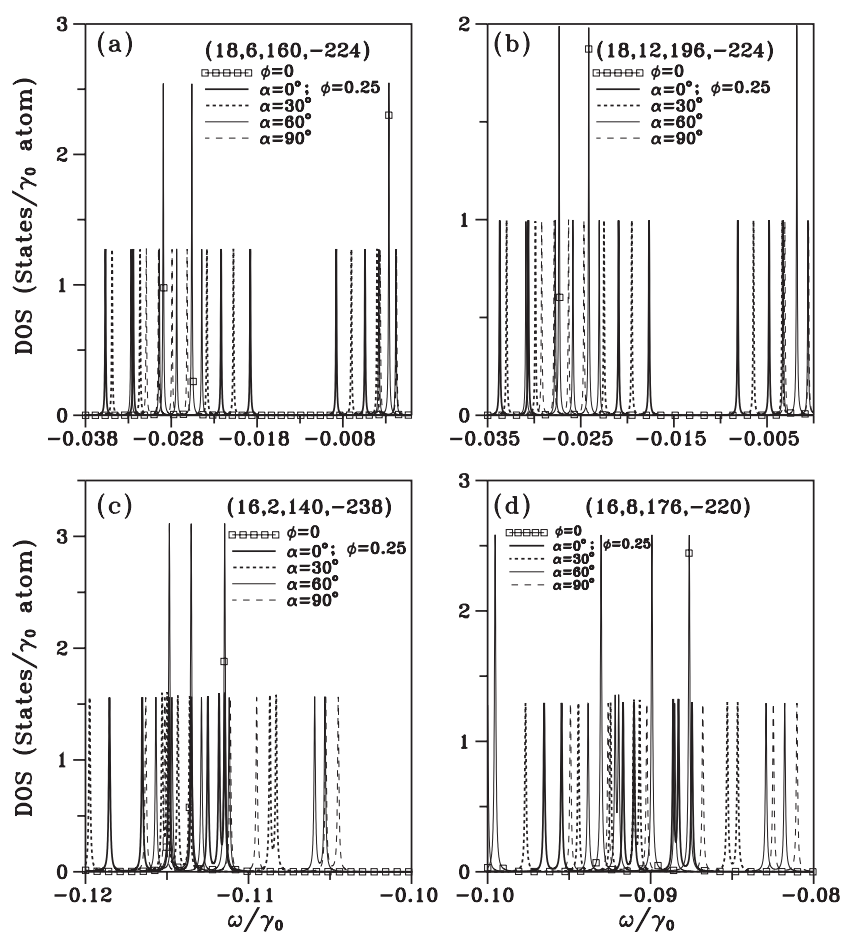 DOS (States/γ₀ atom)
3
2
1
0
(a)
(18,6,160,−224)
ϕ=0
α=0°; ϕ=0.25
α=30°
α=60°
α=90°
−0.038 −0.028 −0.018 −0.008
2
1
0
(b)
(18,12,196,−224)
ϕ=0
α=0°; ϕ=0.25
α=30°
α=60°
α=90°
−0.035 −0.025 −0.015 −0.005
DOS (States/γ₀ atom)
3
2
1
0
(c)
(16,2,140,−238)
ϕ=0
α=0°; ϕ=0.25
α=30°
α=60°
α=90°
−0.12 −0.11 −0.10
ω/γ₀
3
2
1
0
(d)
(16,8,176,−220)
ϕ=0
α=0°; ϕ=0.25
α=30°
α=60°
α=90°
−0.10 −0.09 −0.08
ω/γ₀